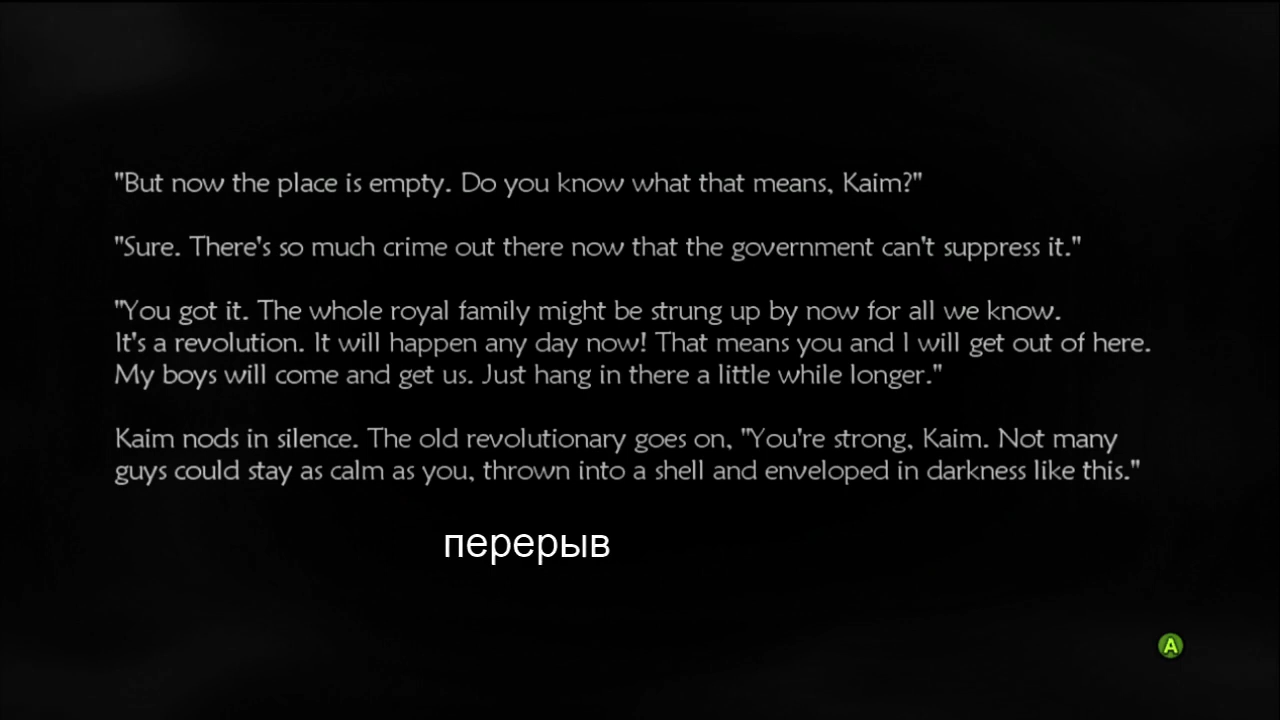 "But now the place is empty. Do you know what that means, Kaim?"
"Sure. There's so much crime out there now that the government can't suppress it."
"You got it. The whole royal family might be strung up by now for all we know.
It's a revolution. It will happen any day now! That means you and I will get out of here.
My boys will come and get us. Just hang in there a little while longer."
Kaim nods in silence. The old revolutionary goes on, "You're strong, Kaim. Not many
guys could stay as calm as you, thrown into a shell and enveloped in darkness like this."
перерыв
A